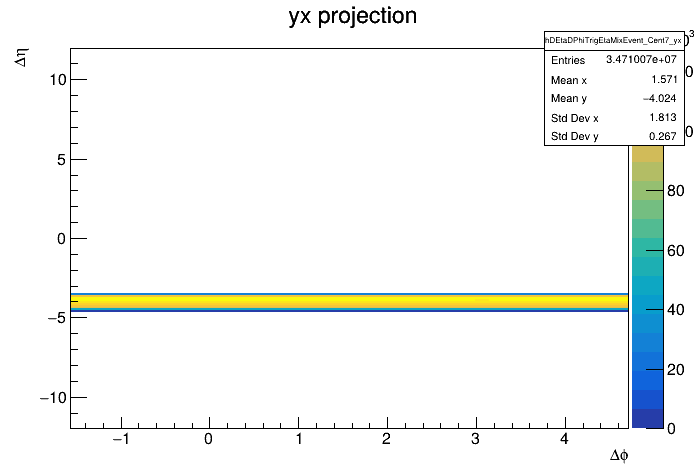 yx projection
hDEtaDPhiTrigEtaMixEvent_Cent7_yx
Entries 3.471007e+07
Mean x 1.571
Mean y −4.024
Std Dev x 1.813
Std Dev y 0.267
Δη
10
5
0
−5
−10
−1 0 1 2 3 4
Δϕ
80
60
40
20
0